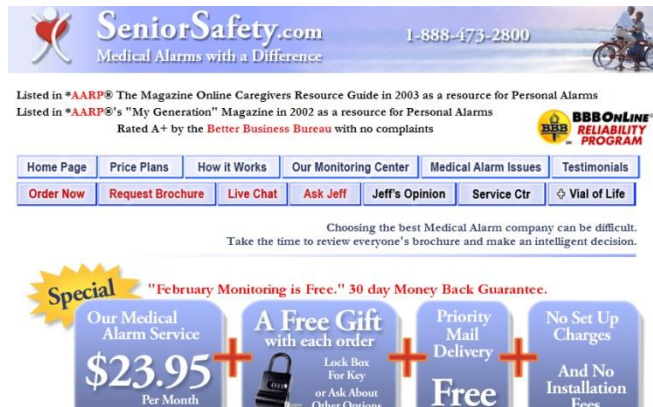 SeniorSafety.com
1-888-473-2800
Medical Alarms with a Difference
Listed in *AARP® The Magazine Online Caregivers Resource Guide in 2003 as a resource for Personal Alarms
Listed in *AARP®'s "My Generation" Magazine in 2002 as a resource for Personal Alarms
Rated A+ by the Better Business Bureau with no complaints
BBB
BBBONLINE®
RELIABILITY
PROGRAM
Home Page Price Plans How it Works Our Monitoring Center Medical Alarm Issues Testimonials
Order Now Request Brochure Live Chat Ask Jeff Jeff's Opinion Service Ctr Vial of Life
Choosing the best Medical Alarm company can be difficult.
Take the time to review everyone's brochure and make an intelligent decision.
Special
"February Monitoring is Free." 30 day Money Back Guarantee.
Our Medical
Alarm Service
$23.95
Per Month
+
A Free Gift
with each order
Lock Box
For Key
or Ask About
Other Options
+
Priority
Mail
Delivery
Free
+
No Set Up
Charges
And No
Installation
Fees